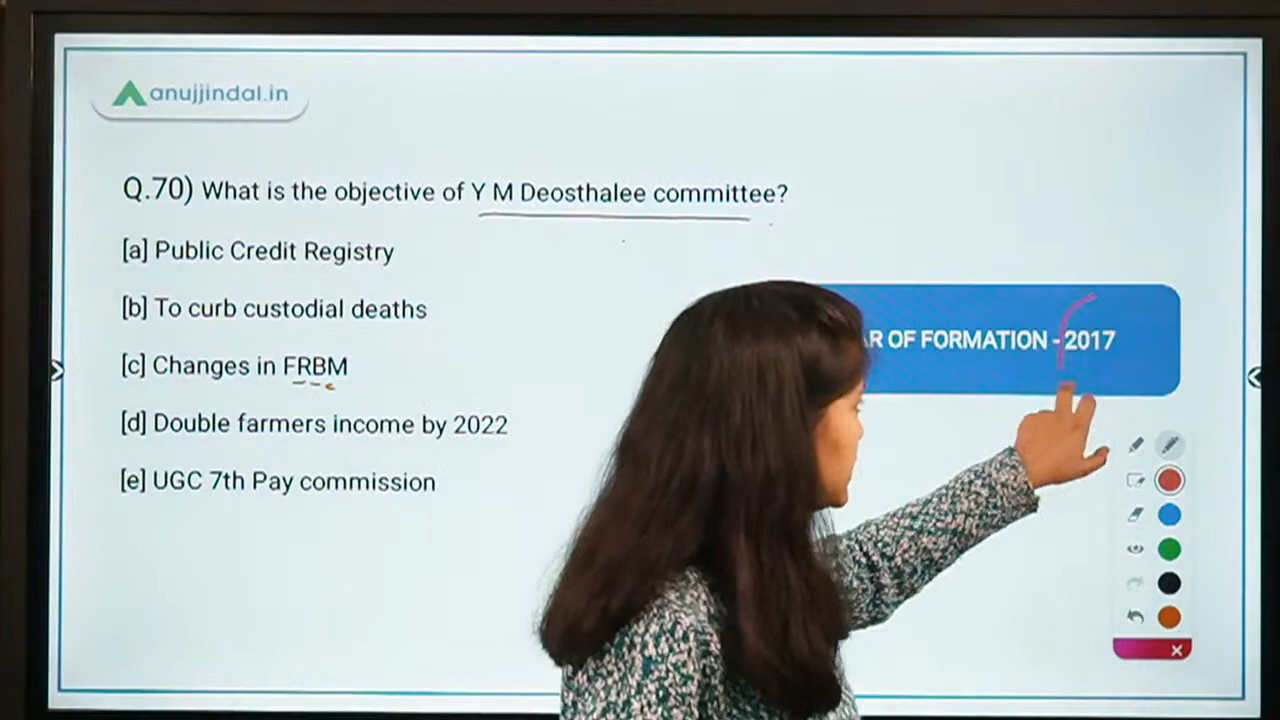 anujjindal.in
Q.70) What is the objective of Y M Deosthalee committee?
[a] Public Credit Registry
[b] To curb custodial deaths
[c] Changes in FRBM
[d] Double farmers income by 2022
[e] UGC 7th Pay commission
OF FORMATION - 2017